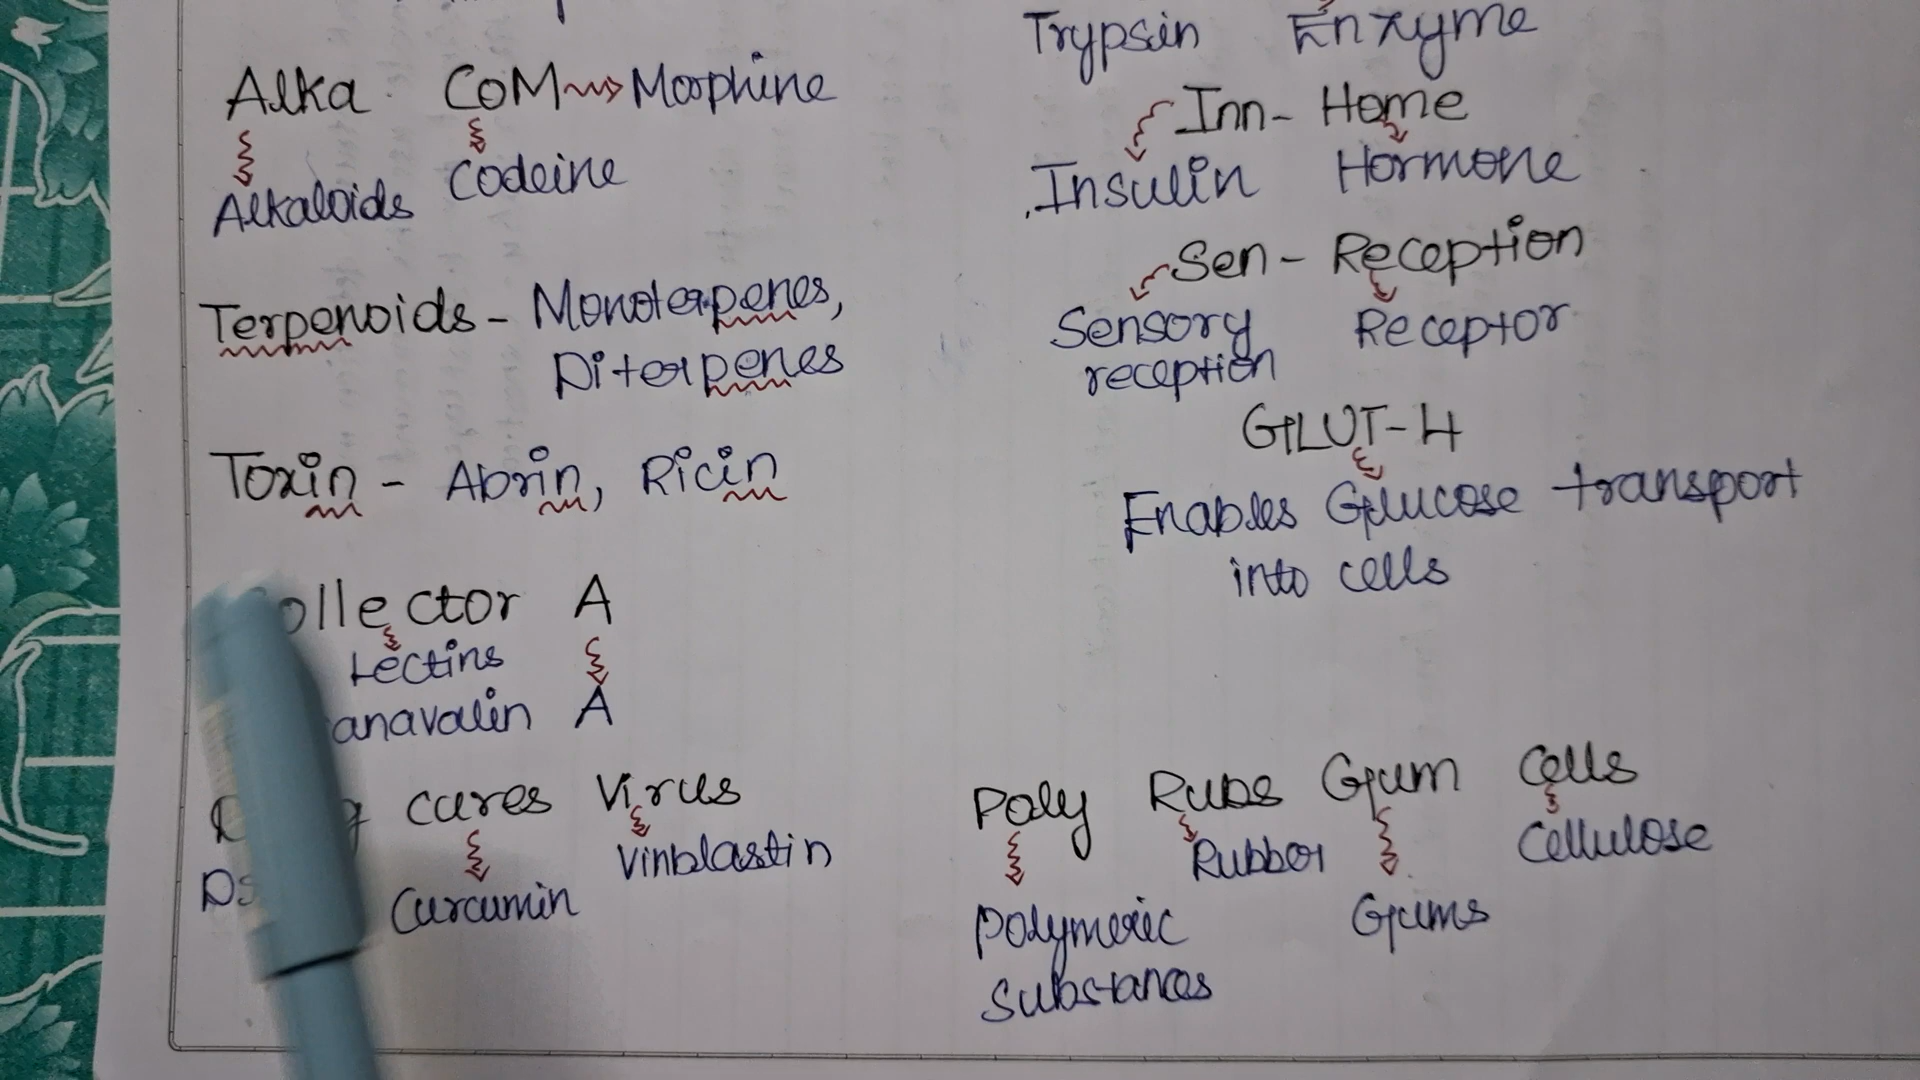 Alka CoM Morphine
Alkaloids Codeine
Terpenoids - Monoterpenes,
Diterpenes
Toxin - Abrin, Ricin
ollector A
Lectins
anavalin A
cures Virus
Curcumin Vinblastin
Trypsin Enzyme
Inn - Home
Insulin Hormone
Sen - Reception
Sensory Receptor
reception
GLUT-4
Enables Glucose transport
into cells
Poly Rubs Gum Cells
Rubber Cellulose
Polymeric Gums
Substances